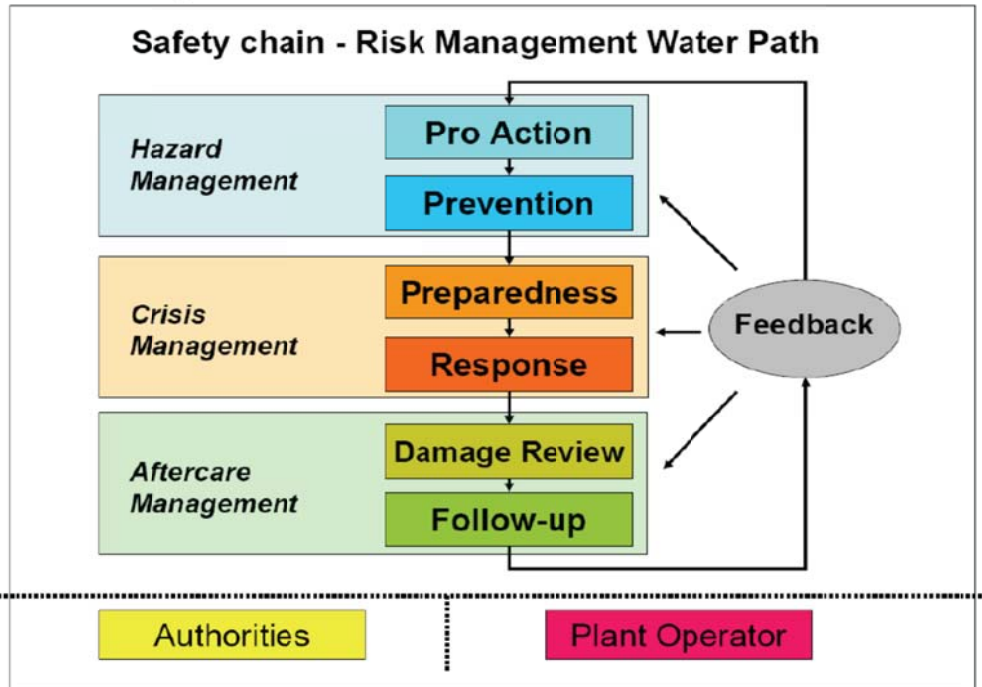 Safety chain - Risk Management Water Path
Hazard
Management
Pro Action
Prevention
Crisis
Management
Preparedness
Response
Feedback
Aftercare
Management
Damage Review
Follow-up
Authorities
Plant Operator